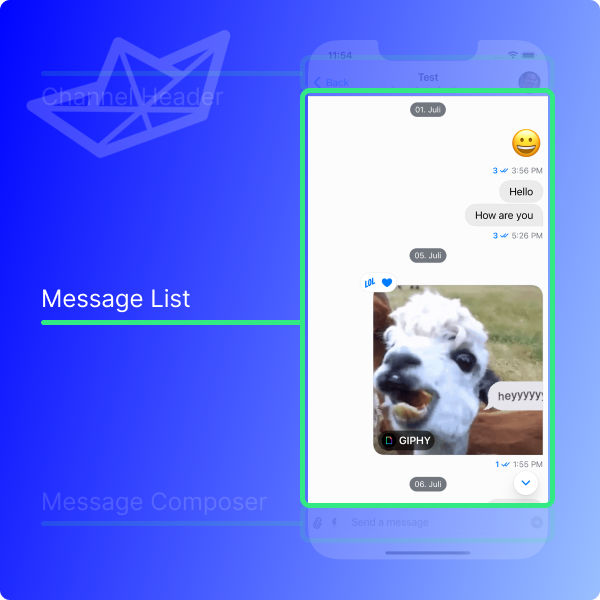 11:54
Back
Test
Channel Header
01. Juli
3 3:56 PM
Hello
How are you
3 5:26 PM
05. Juli
Message List
LOL
heyyyyyy
GIPHY
1 1:55 PM
06. Juli
Message Composer
Send a message